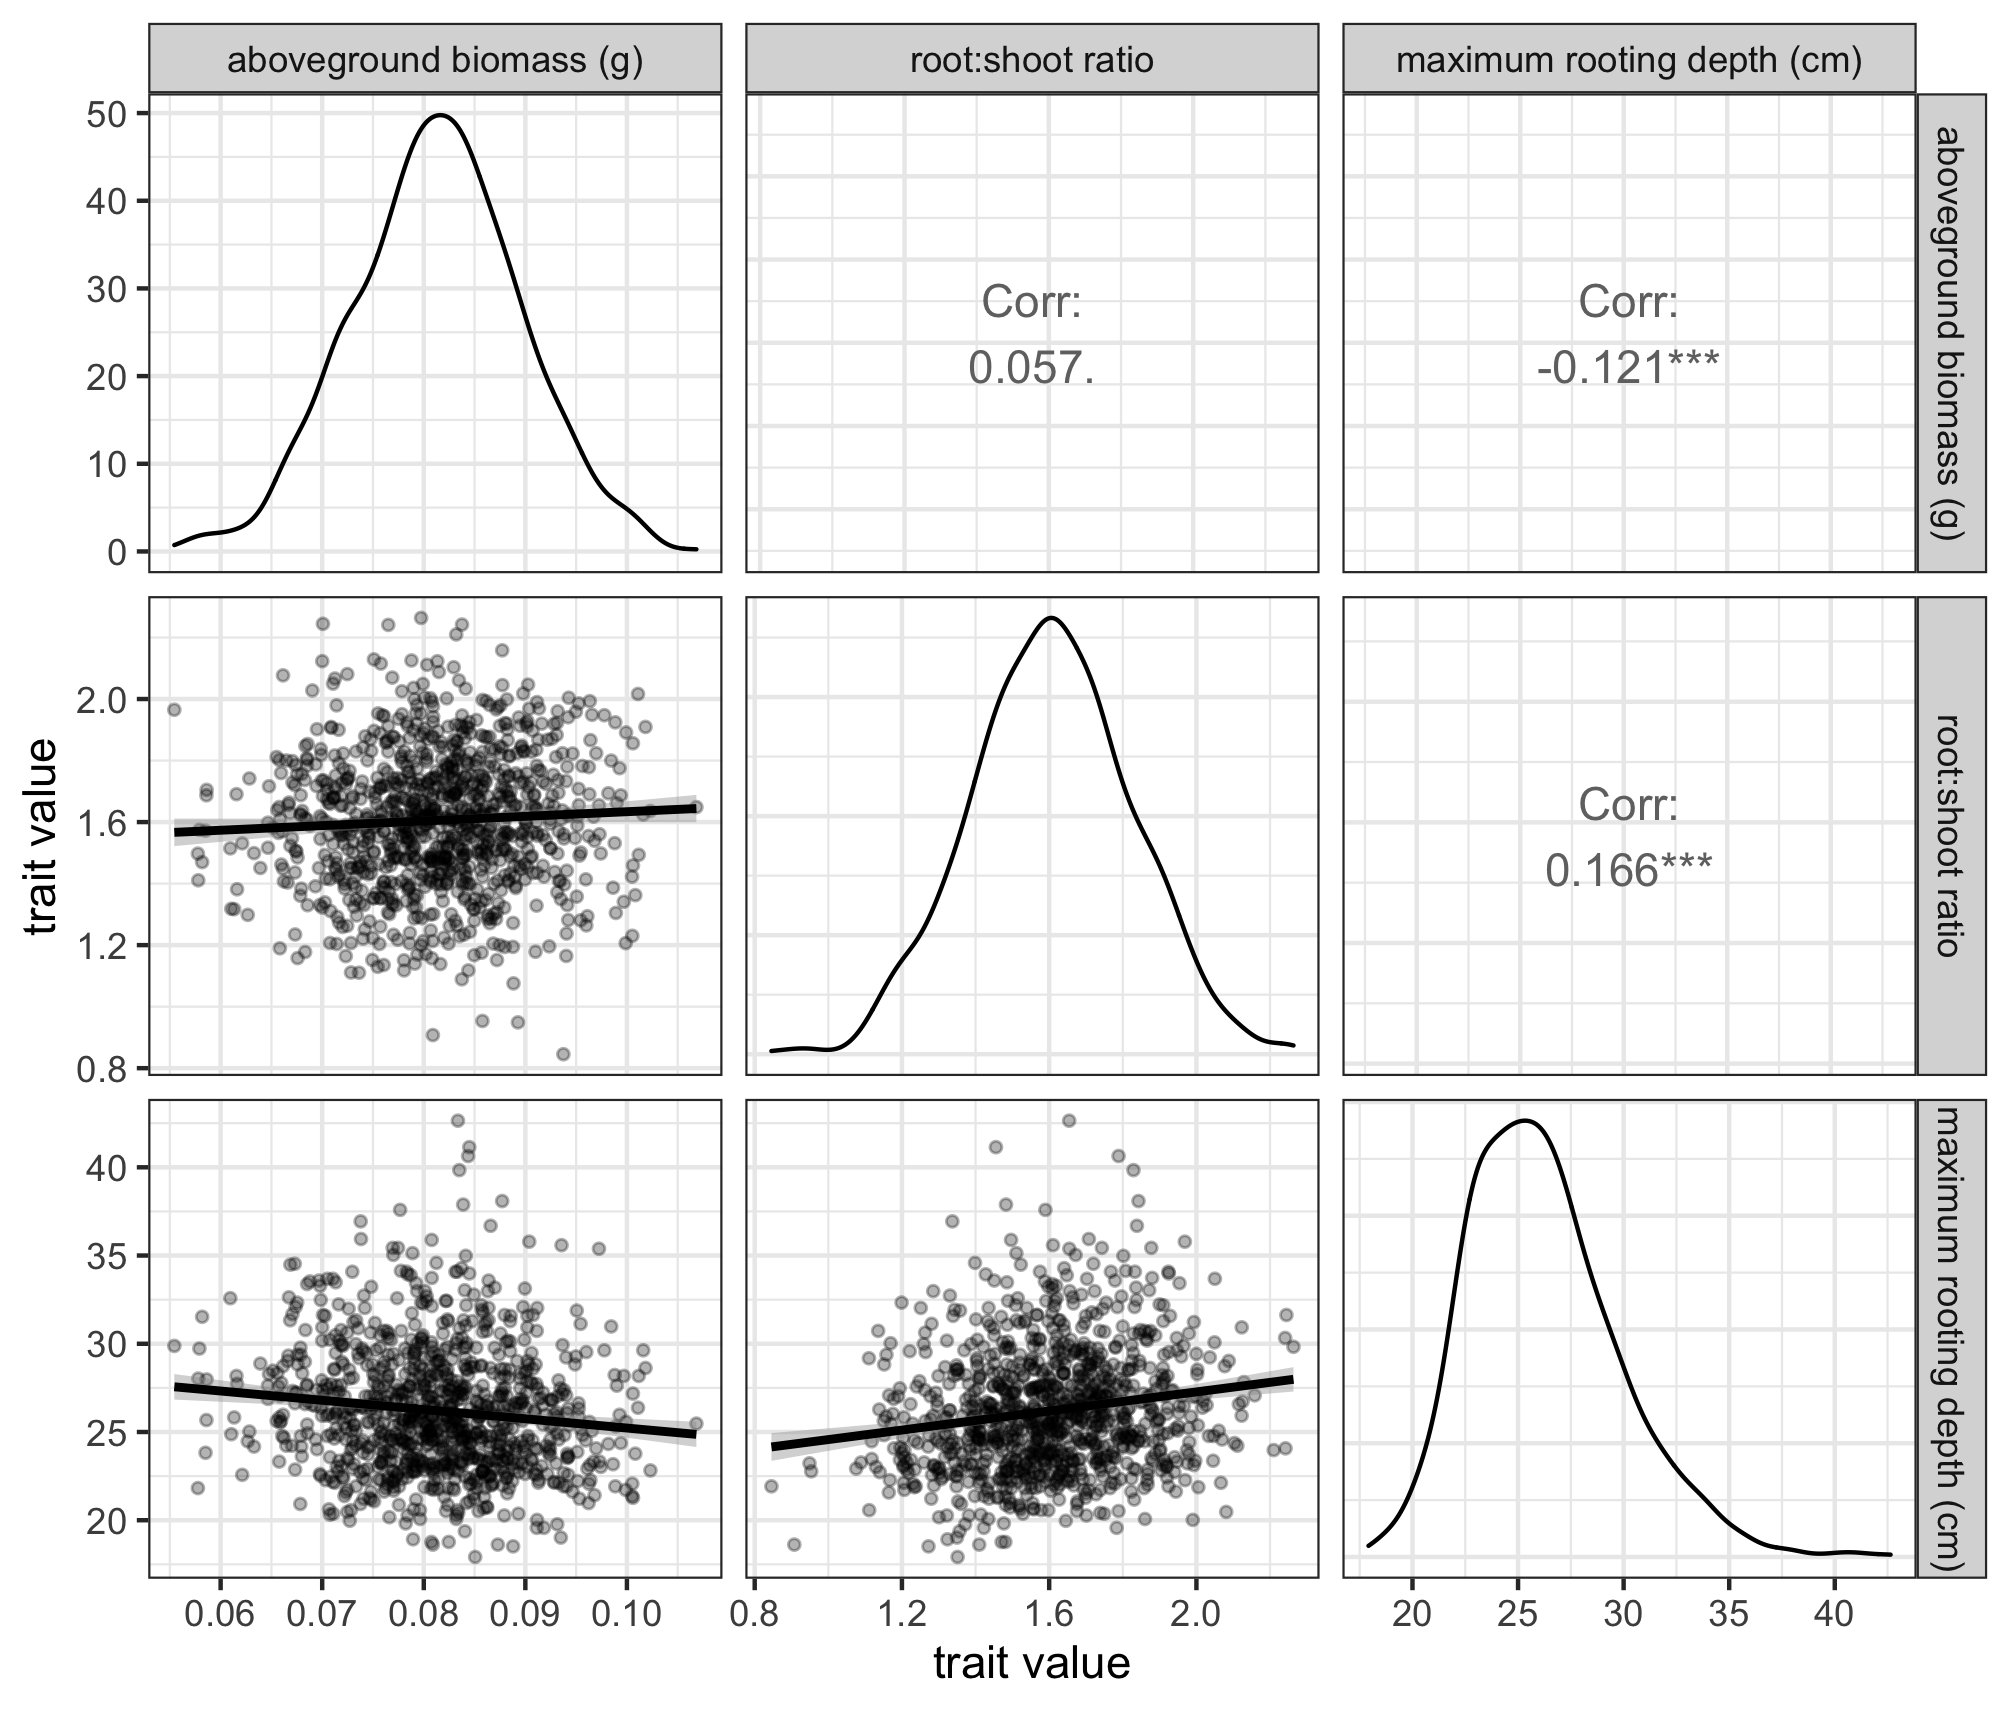 aboveground biomass (g)
root:shoot ratio
maximum rooting depth (cm)
50
40
30
20
10
0
Corr:
0.057.
Corr:
-0.121***
aboveground biomass (g)
trait value
2.0
1.6
1.2
0.8
Corr:
0.166***
root:shoot ratio
40
35
30
25
20
maximum rooting depth (cm)
0.06 0.07 0.08 0.09 0.10
0.8 1.2 1.6 2.0
20 25 30 35 40
trait value